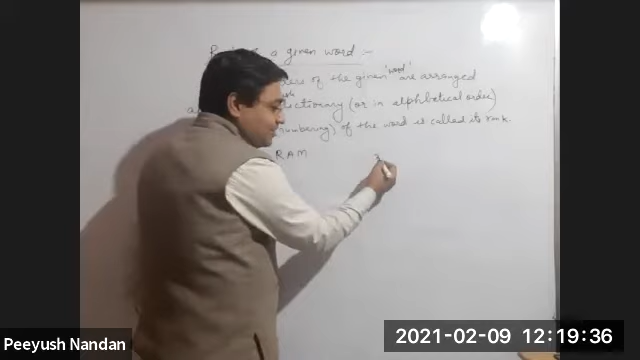 a given word :-
of the given 'word' are arranged
dictionary (or in alphbetical order)
numbering) of the word is called its rank.
RAM
Peeyush Nandan
2021-02-09 12:19:36